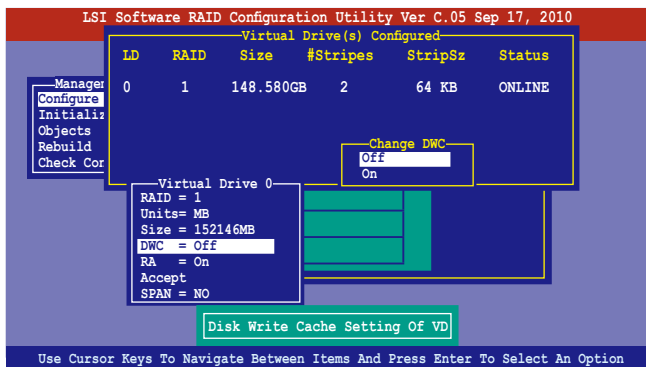 LSI Software RAID Configuration Utility Ver C.05 Sep 17, 2010
Virtual Drive(s) Configured
LD RAID Size #Stripes StripSz Status
0 1 148.580GB 2 64 KB ONLINE
Manager
Configure
Initializ
Objects
Rebuild
Check Con
Change DWC
Off
On
Virtual Drive 0
RAID = 1
Units= MB
Size = 152146MB
DWC = Off
RA = On
Accept
SPAN = NO
Disk Write Cache Setting Of VD
Use Cursor Keys To Navigate Between Items And Press Enter To Select An Option